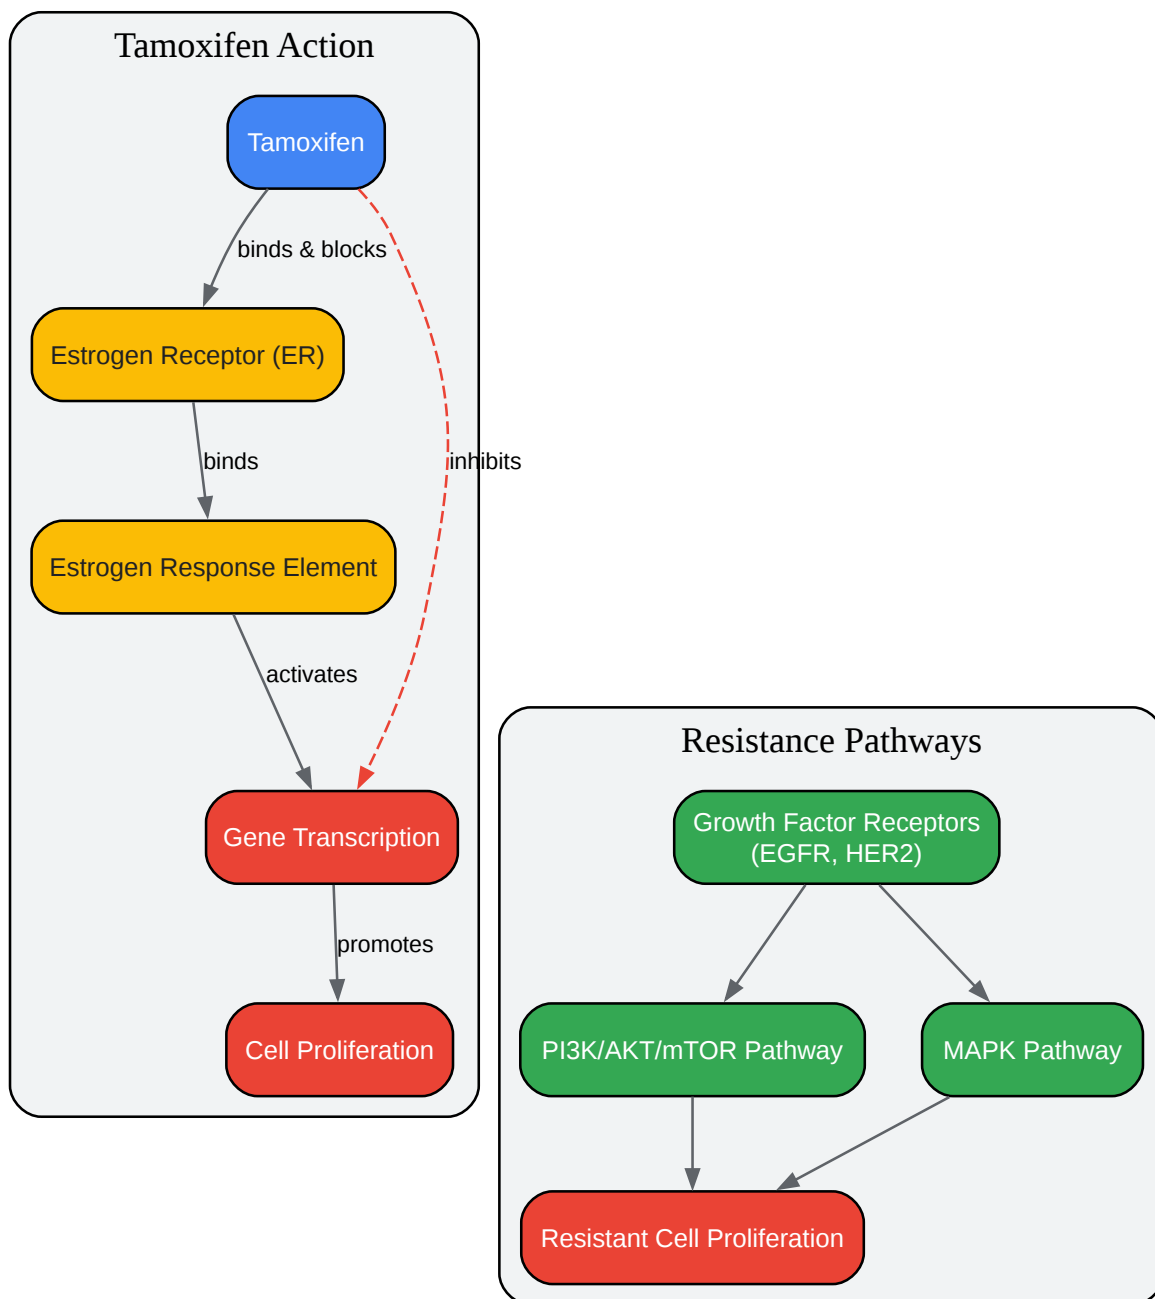 Tamoxifen Action
Tamoxifen
binds & blocks
Estrogen Receptor (ER)
binds
inhibits
Estrogen Response Element
activates
Gene Transcription
promotes
Cell Proliferation
Resistance Pathways
Growth Factor Receptors
(EGFR, HER2)
PI3K/AKT/mTOR Pathway
MAPK Pathway
Resistant Cell Proliferation